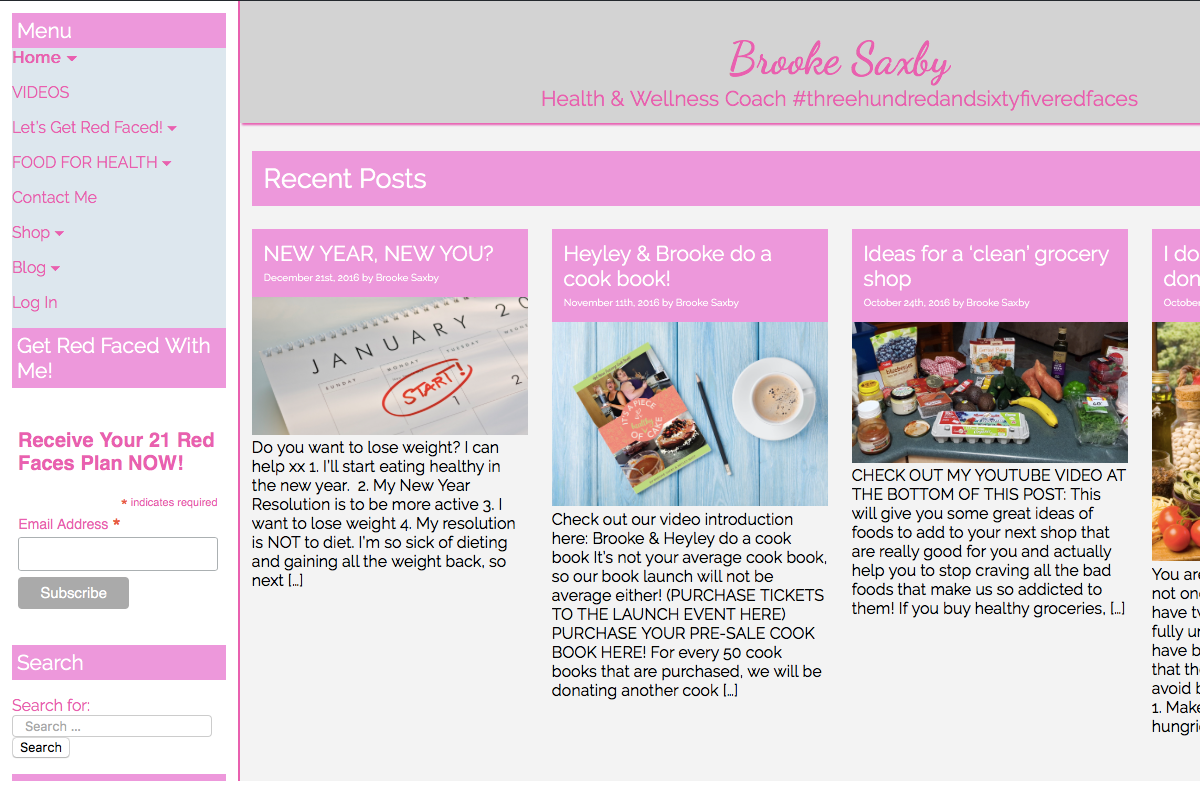 Menu
Home
VIDEOS
Let's Get Red Faced!
FOOD FOR HEALTH
Contact Me
Shop
Blog
Log In
Get Red Faced With
Me!
Receive Your 21 Red
Faces Plan NOW!
* indicates required
Email Address *
Subscribe
Search
Search for:
Search ...
Search
Brooke Saxby
Health & Wellness Coach #threehundredandsixtyfiveredfaces
Recent Posts
NEW YEAR, NEW YOU?
December 21st, 2016 by Brooke Saxby
JANUARY 20
SUNDAY
MONDAY
TUESDAY
START!
1
2
Do you want to lose weight? I can
help xx 1. I'll start eating healthy in
the new year.  2. My New Year
Resolution is to be more active 3. I
want to lose weight 4. My resolution
is NOT to diet. I'm so sick of dieting
and gaining all the weight back, so
next [...]
Heyley & Brooke do a
cook book!
November 11th, 2016 by Brooke Saxby
IT'S A PIECE
OF CAKE
Check out our video introduction
here: Brooke & Heyley do a cook
book It's not your average cook book,
so our book launch will not be
average either! (PURCHASE TICKETS
TO THE LAUNCH EVENT HERE)
PURCHASE YOUR PRE-SALE COOK
BOOK HERE! For every 50 cook
books that are purchased, we will be
donating another cook [...]
Ideas for a 'clean' grocery
shop
October 24th, 2016 by Brooke Saxby
CHECK OUT MY YOUTUBE VIDEO AT
THE BOTTOM OF THIS POST: This
will give you some great ideas of
foods to add to your next shop that
are really good for you and actually
help you to stop craving all the bad
foods that make us so addicted to
them! If you buy healthy groceries, [...]
I do
don
Octobe
You are
not one
have tw
fully un
have b
that the
avoid b
1. Make
hungrie